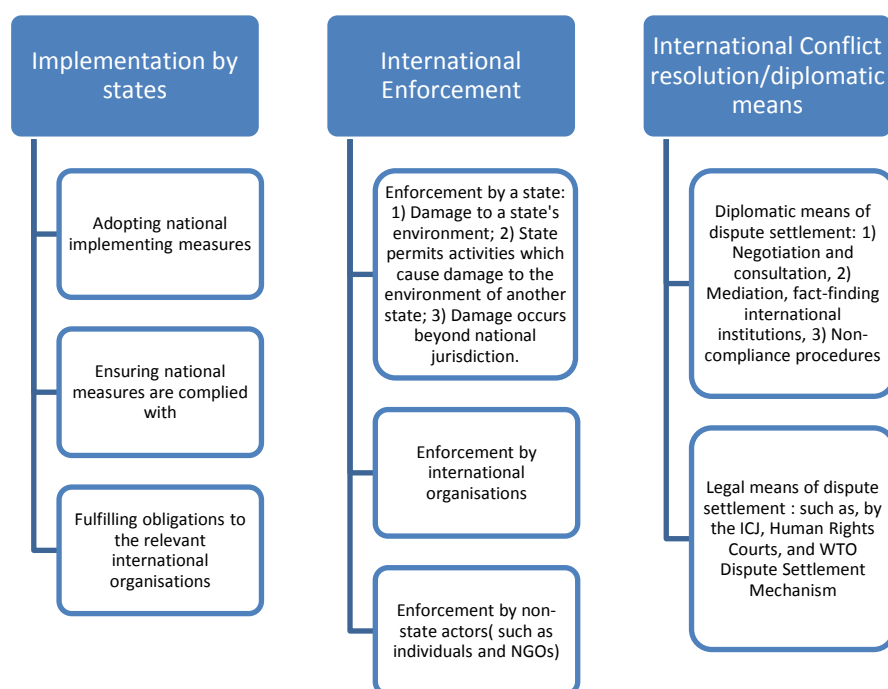 Implementation by
states
Adopting national
implementing measures
Ensuring national
measures are complied
with
Fulfilling obligations to
the relevant
international
organisations
International
Enforcement
Enforcement by a state:
1) Damage to a state's
environment; 2) State
permits activities which
cause damage to the
environment of another
state; 3) Damage occurs
beyond national
jurisdiction.
Enforcement by
international
organisations
Enforcement by non-
state actors( such as
individuals and NGOs)
International Conflict
resolution/diplomatic
means
Diplomatic means of
dispute settlement: 1)
Negotiation and
consultation, 2)
Mediation, fact-finding
international
institutions, 3) Non-
compliance procedures
Legal means of dispute
settlement : such as, by
the ICJ, Human Rights
Courts, and WTO
Dispute Settlement
Mechanism